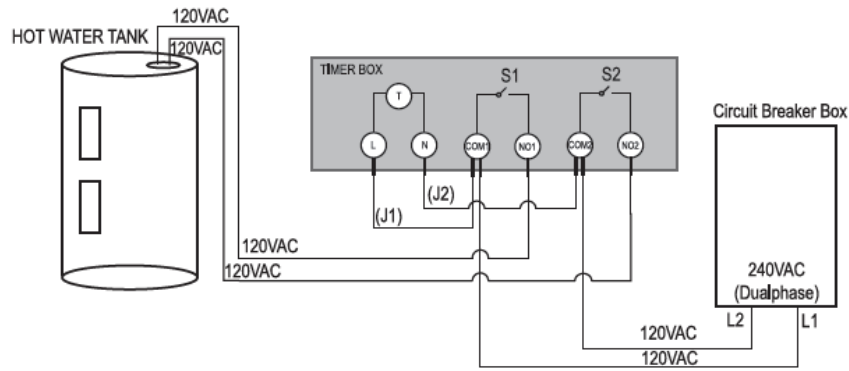 120VAC
HOT WATER TANK
120VAC
TIMER BOX
S1
S2
T
L
N
COM1
NO1
COM2
NO2
Circuit Breaker Box
(J1)
(J2)
120VAC
120VAC
240VAC
(Dualphase)
L2
L1
120VAC
120VAC